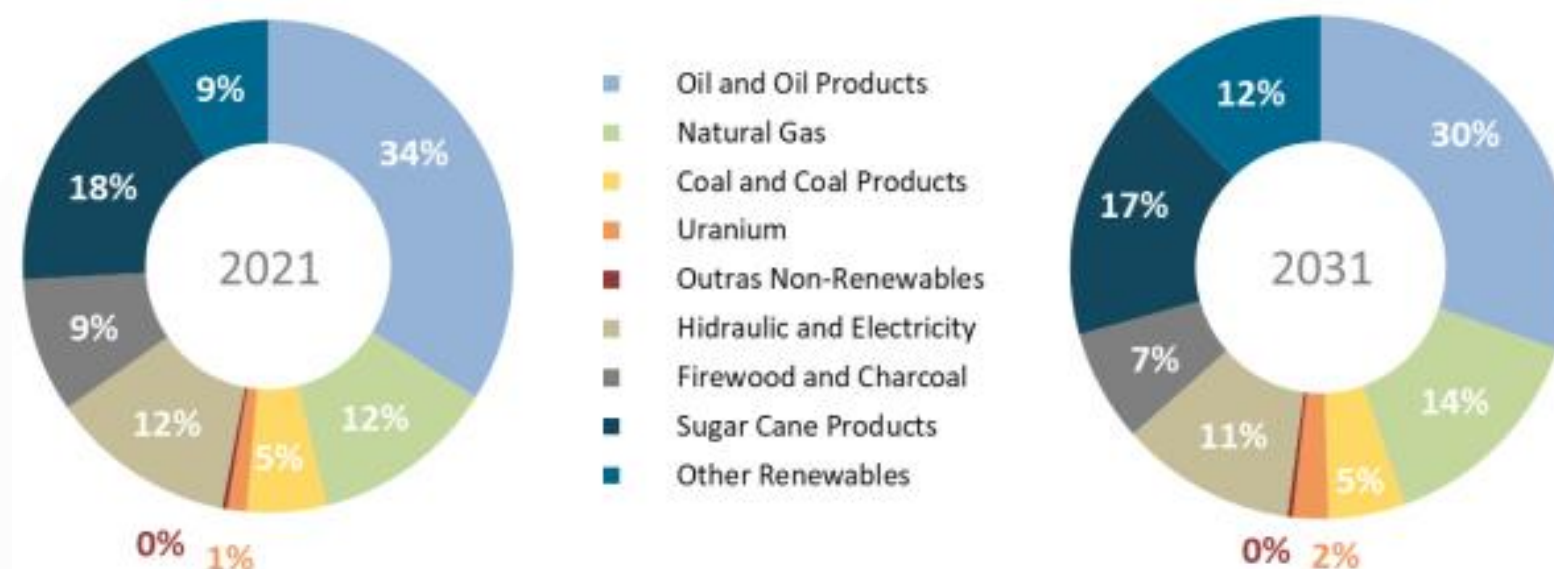 9%
34%
18%
2021
9%
12%
5%
12%
0%
1%
Oil and Oil Products
Natural Gas
Coal and Coal Products
Uranium
Outras Non-Renewables
Hidraulic and Electricity
Firewood and Charcoal
Sugar Cane Products
Other Renewables
12%
30%
17%
2031
7%
14%
11%
5%
0%
2%